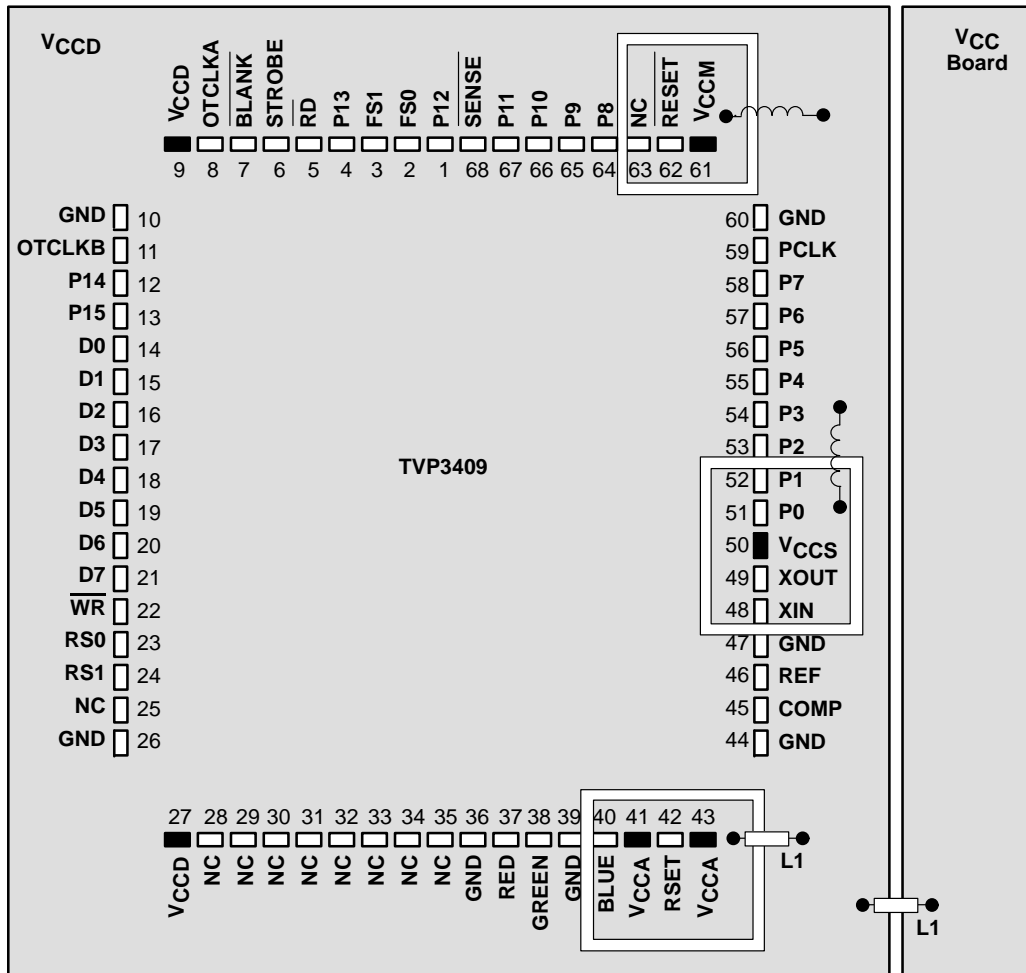 VCCD
VCC
Board
VCCD
OTCLKA
BLANK
STROBE
RD
P13
FS1
FS0
P12
SENSE
P11
P10
P9
P8
NC
RESET
VCCM
9 8 7 6 5 4 3 2 1 68 67 66 65 64 63 62 61
GND 10
OTCLKB 11
P14 12
P15 13
D0 14
D1 15
D2 16
D3 17
D4 18
D5 19
D6 20
D7 21
WR 22
RS0 23
RS1 24
NC 25
GND 26
TVP3409
60 GND
59 PCLK
58 P7
57 P6
56 P5
55 P4
54 P3
53 P2
52 P1
51 P0
50 VCCS
49 XOUT
48 XIN
47 GND
46 REF
45 COMP
44 GND
27 28 29 30 31 32 33 34 35 36 37 38 39 40 41 42 43
VCCD
NC
NC
NC
NC
NC
NC
NC
NC
GND
RED
GREEN
GND
BLUE
VCCA
RSET
VCCA
L1
L1